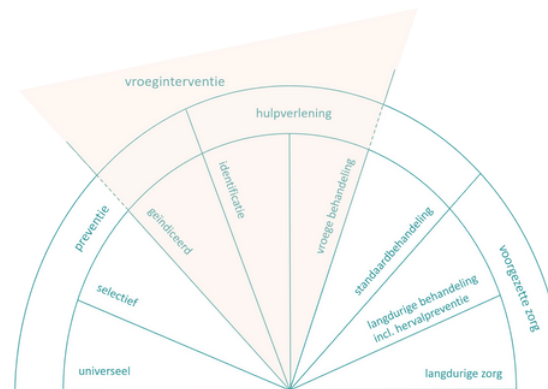 vroeginterventie
hulpverlening
preventie
voorgezette zorg
universeel
selectief
geïndiceerd
identificatie
vroege behandeling
standaardbehandeling
langdurige behandeling
incl. hervalpreventie
langdurige zorg